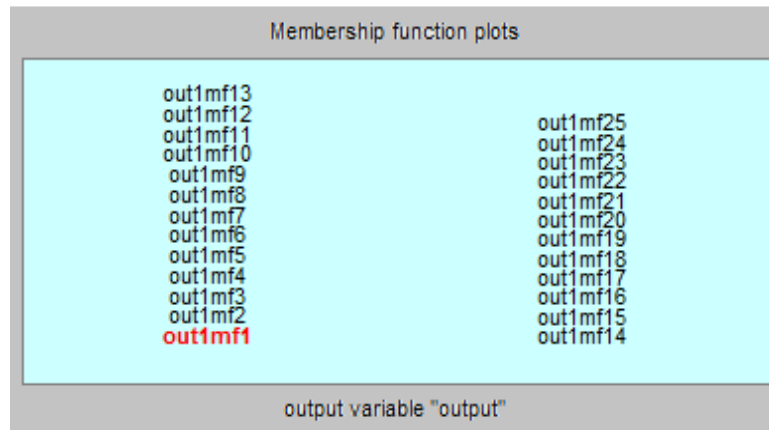 Membership function plots
out1mf13
out1mf12
out1mf11
out1mf10
out1mf9
out1mf8
out1mf7
out1mf6
out1mf5
out1mf4
out1mf3
out1mf2
out1mf1
out1mf25
out1mf24
out1mf23
out1mf22
out1mf21
out1mf20
out1mf19
out1mf18
out1mf17
out1mf16
out1mf15
out1mf14
output variable "output"